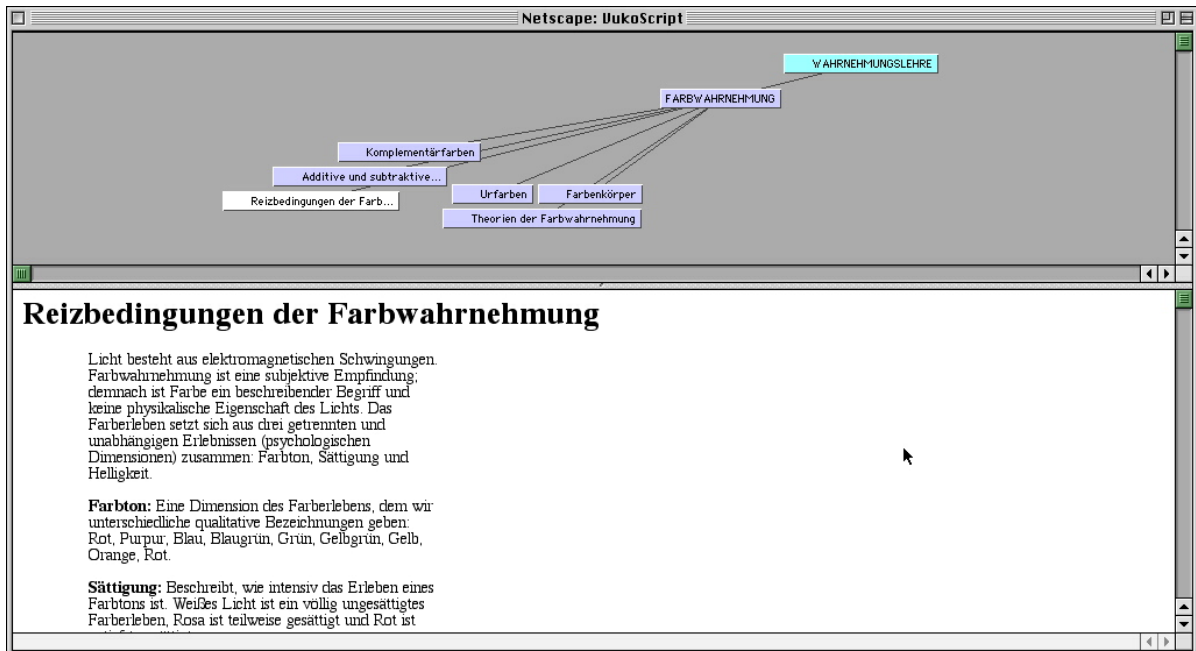 Netscape: VukoScript
WAHRNEHMUNGSLEHRE
FARBWAHRNEHMUNG
Komplementärfarben
Additive und subtraktive...
Urfarben
Farbenkörper
Reizbedingungen der Farb...
Theorien der Farbwahrnehmung
Reizbedingungen der Farbwahrnehmung
Licht besteht aus elektromagnetischen Schwingungen.
Farbwahrnehmung ist eine subjektive Empfindung;
demnach ist Farbe ein beschreibender Begriff und
keine physikalische Eigenschaft des Lichts. Das
Farberleben setzt sich aus drei getrennten und
unabhängigen Erlebnissen (psychologischen
Dimensionen) zusammen: Farbton, Sättigung und
Helligkeit.
Farbton: Eine Dimension des Farberlebens, dem wir
unterschiedliche qualitative Bezeichnungen geben:
Rot, Purpur, Blau, Blaugrün, Grün, Gelbgrün, Gelb,
Orange, Rot.
Sättigung: Beschreibt, wie intensiv das Erleben eines
Farbtons ist. Weißes Licht ist ein völlig ungesättigtes
Farberleben, Rosa ist teilweise gesättigt und Rot ist